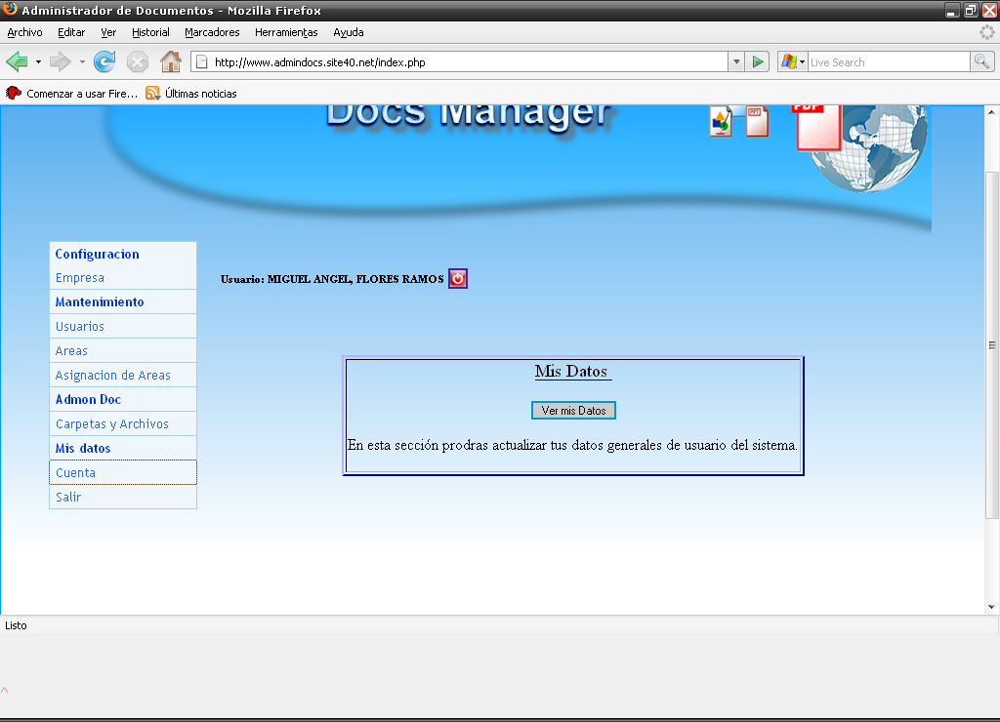 Administrador de Documentos - Mozilla Firefox
Archivo Editar Ver Historial Marcadores Herramientas Ayuda
http://www.admindocs.site40.net/index.php
Live Search
Comenzar a usar Fire...
Últimas noticias
Docs Manager
PPT
PDF
Configuracion
Empresa
Mantenimiento
Usuarios
Areas
Asignacion de Areas
Admon Doc
Carpetas y Archivos
Mis datos
Cuenta
Salir
Usuario: MIGUEL ANGEL, FLORES RAMOS
Mis Datos
Ver mis Datos
En esta sección prodras actualizar tus datos generales de usuario del sistema.
Listo